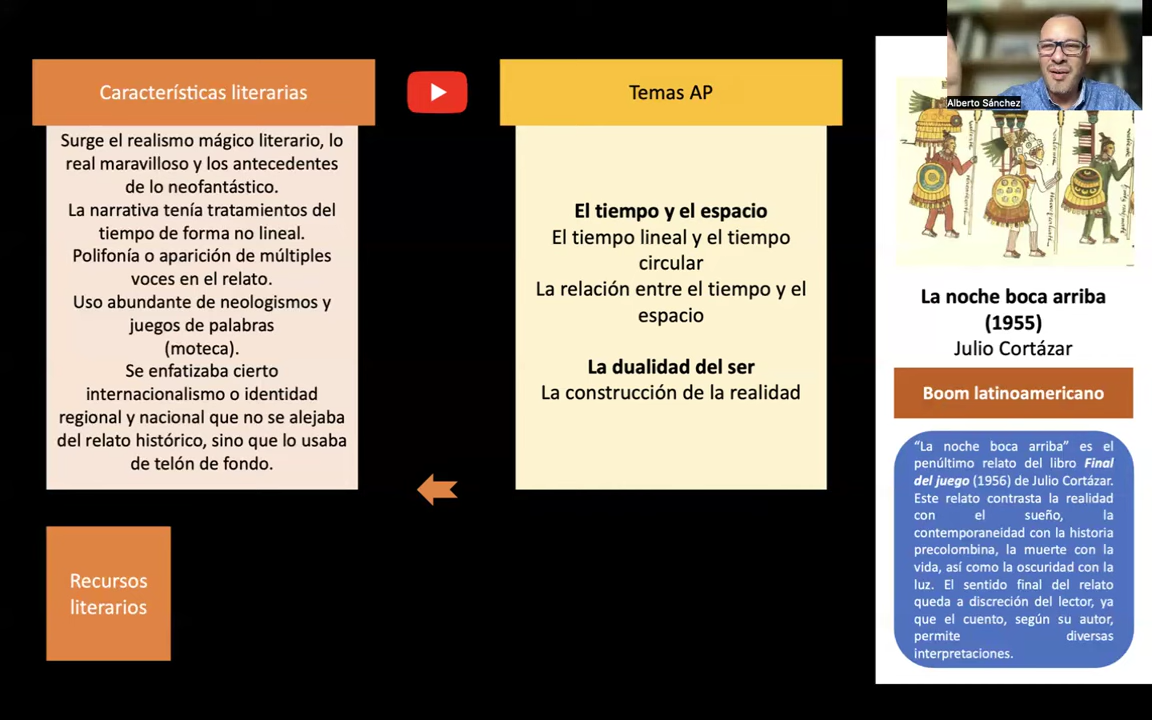 Características literarias
Surge el realismo mágico literario, lo
real maravilloso y los antecedentes
de lo neofantástico.
La narrativa tenía tratamientos del
tiempo de forma no lineal.
Polifonía o aparición de múltiples
voces en el relato.
Uso abundante de neologismos y
juegos de palabras
(moteca).
Se enfatizaba cierto
internacionalismo o identidad
regional y nacional que no se alejaba
del relato histórico, sino que lo usaba
de telón de fondo.
Recursos
literarios
Temas AP
El tiempo y el espacio
El tiempo lineal y el tiempo
circular
La relación entre el tiempo y el
espacio
La dualidad del ser
La construcción de la realidad
Alberto Sánchez
La noche boca arriba
(1955)
Julio Cortázar
Boom latinoamericano
“La noche boca arriba” es el
penúltimo relato del libro Final
del juego (1956) de Julio Cortázar.
Este relato contrasta la realidad
con el sueño, la
contemporaneidad con la historia
precolombina, la muerte con la
vida, así como la oscuridad con la
luz. El sentido final del relato
queda a discreción del lector, ya
que el cuento, según su autor,
permite diversas
interpretaciones.